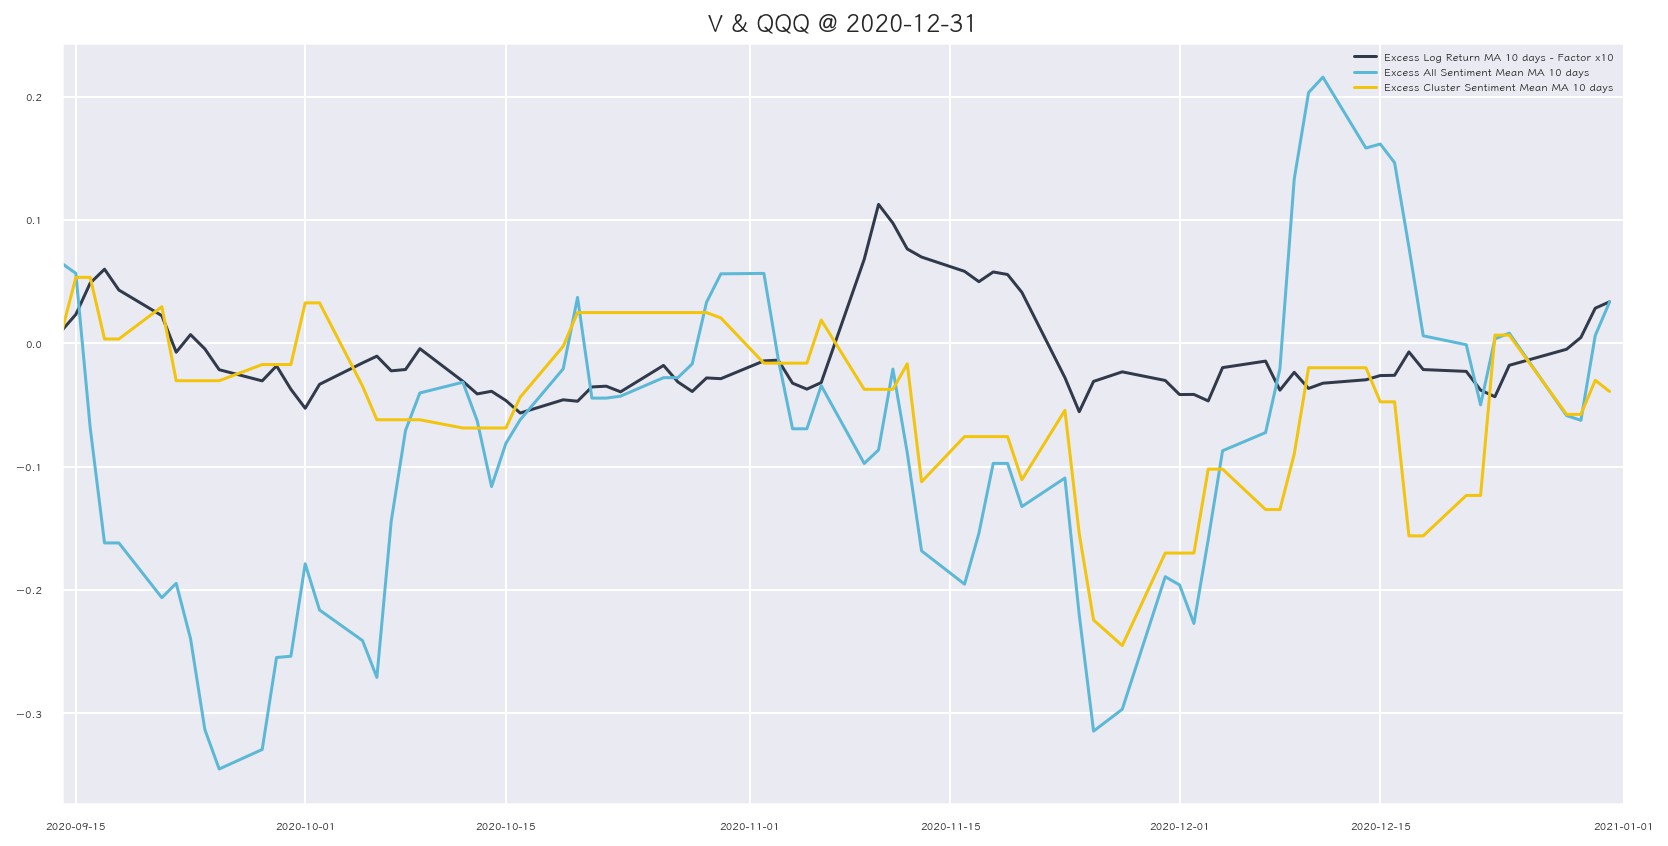 V & QQQ @ 2020-12-31
Excess Log Return MA 10 days - Factor x10
Excess All Sentiment Mean MA 10 days
Excess Cluster Sentiment Mean MA 10 days
0.2
0.1
0.0
−0.1
−0.2
−0.3
2020-09-15 2020-10-01 2020-10-15 2020-11-01 2020-11-15 2020-12-01 2020-12-15 2021-01-01